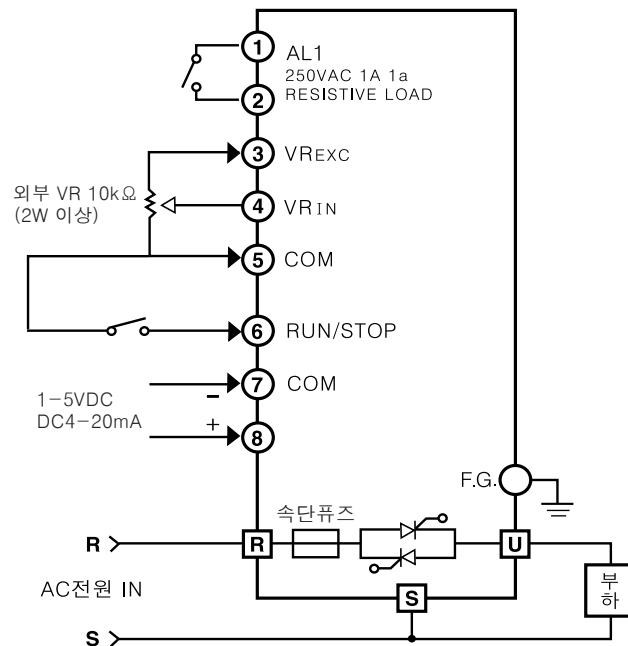 1 AL1
250VAC 1A 1a
2 RESISTIVE LOAD
3 VREXC
외부 VR 10kΩ
(2W 이상)
4 VRIN
5 COM
6 RUN/STOP
7 COM
1-5VDC
DC4-20mA
-
+
8
F.G.
속단퓨즈
R
R
U
AC전원 IN
S
부하
S